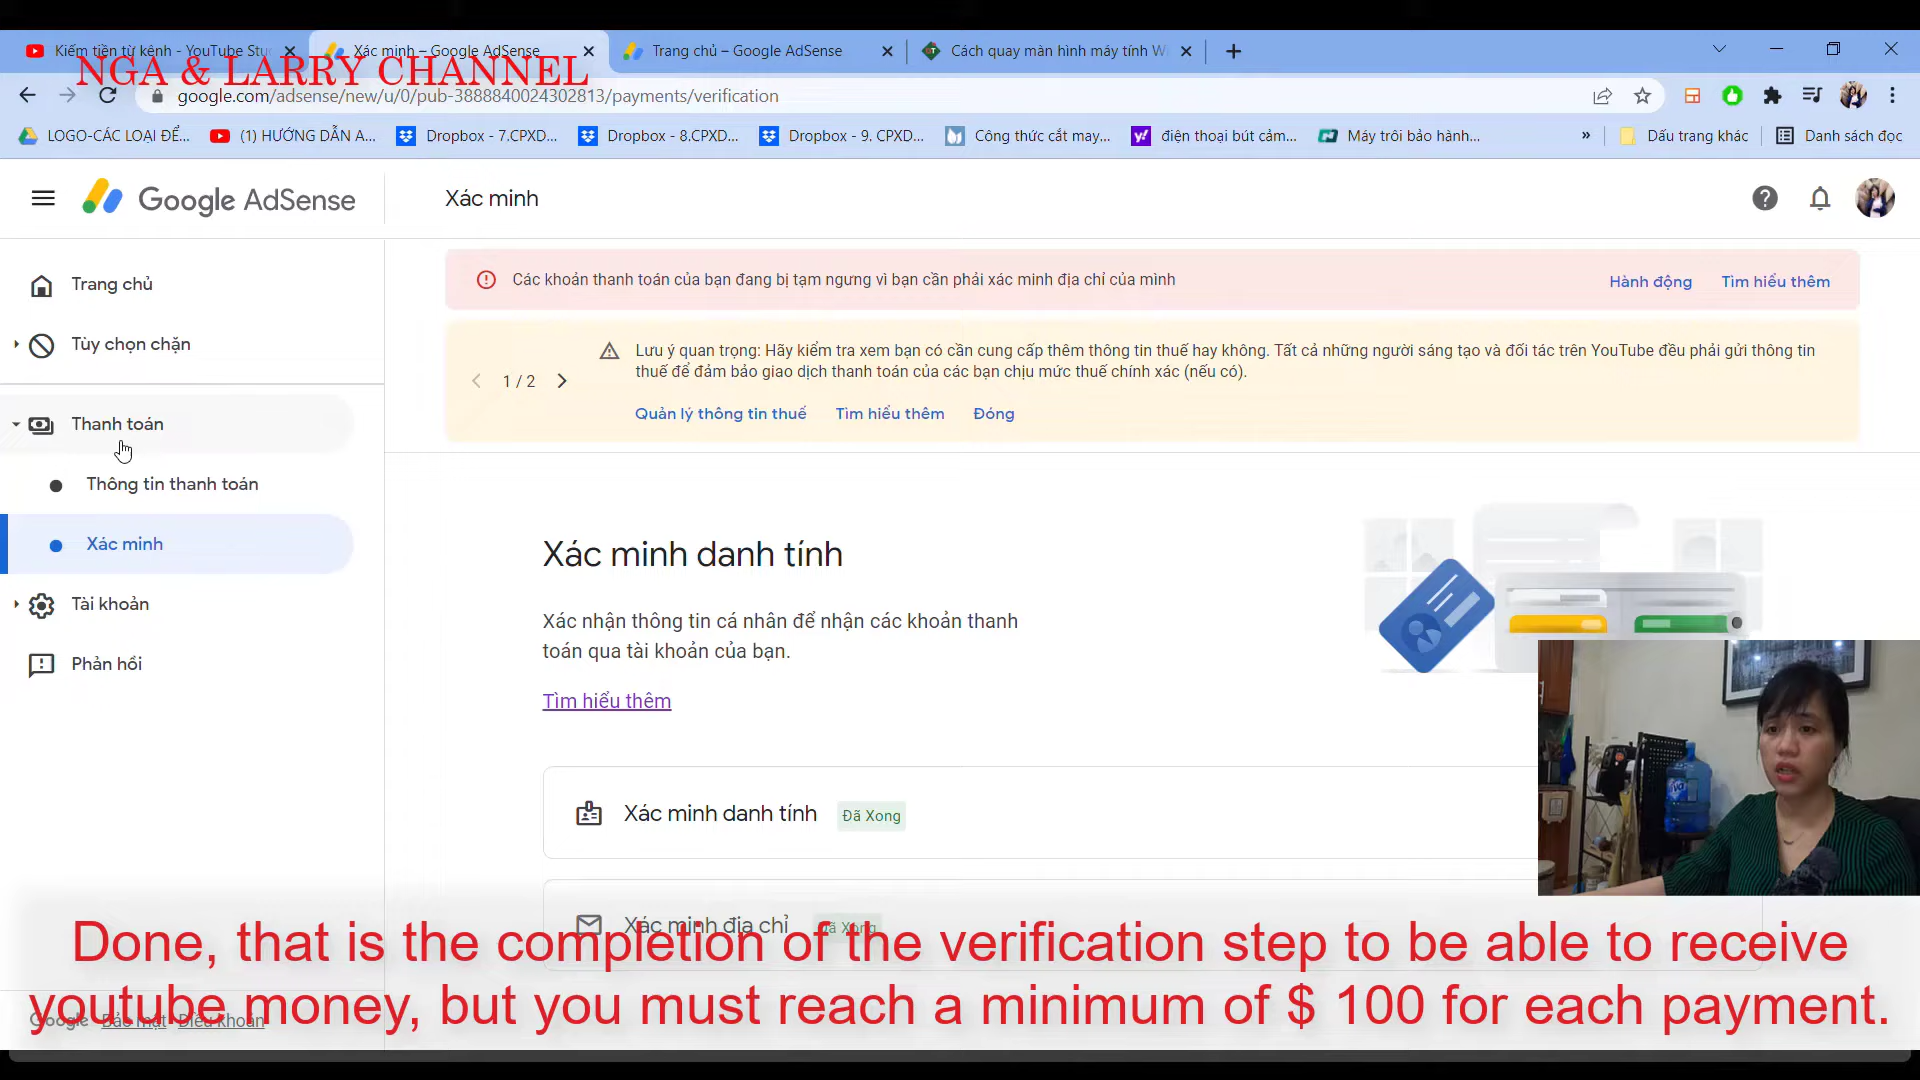 Kiếm tiền từ kênh - YouTube Stu
Xác minh – Google AdSense
Trang chủ – Google AdSense
Cách quay màn hình máy tính W
NGA & LARRY CHANNEL
google.com/adsense/new/u/0/pub-3888840024302813/payments/verification
LOGO-CÁC LOẠI ĐỂ...
(1) HƯỚNG DẪN A...
Dropbox - 7.CPXD...
Dropbox - 8.CPXD...
Dropbox - 9. CPXD...
Công thức cắt may...
điện thoại bút cảm...
Máy trôi bảo hành...
»
Dấu trang khác
Danh sách đọc
Google AdSense
Xác minh
Trang chủ
Tùy chọn chặn
Thanh toán
Thông tin thanh toán
Xác minh
Tài khoản
Phản hồi
Các khoản thanh toán của bạn đang bị tạm ngưng vì bạn cần phải xác minh địa chỉ của mình
Hành động
Tìm hiểu thêm
1 / 2
Lưu ý quan trọng: Hãy kiểm tra xem bạn có cần cung cấp thêm thông tin thuế hay không. Tất cả những người sáng tạo và đối tác trên YouTube đều phải gửi thông tin
thuế để đảm bảo giao dịch thanh toán của các bạn chịu mức thuế chính xác (nếu có).
Quản lý thông tin thuế
Tìm hiểu thêm
Đóng
Xác minh danh tính
Xác nhận thông tin cá nhân để nhận các khoản thanh
toán qua tài khoản của bạn.
Tìm hiểu thêm
Xác minh danh tính
Đã Xong
Xác minh địa chỉ
Đã Xong
Done, that is the completion of the verification step to be able to receive
youtube money, but you must reach a minimum of $ 100 for each payment.
Google
Bảo mật
Điều khoản